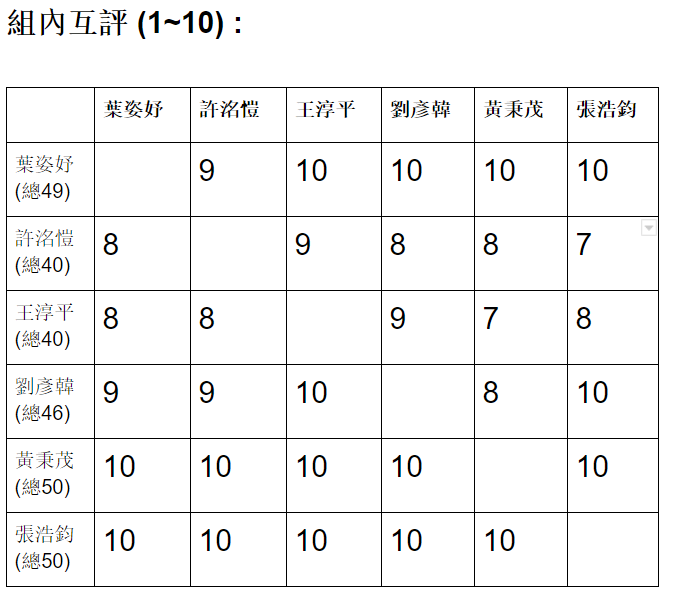 組內互評 (1~10) :
葉姿妤 許洺愷 王淳平 劉彥韓 黃秉茂 張浩鈞
葉姿妤 (總49) 9 10 10 10 10
許洺愷 (總40) 8 9 8 8 7
王淳平 (總40) 8 8 9 7 8
劉彥韓 (總46) 9 9 10 8 10
黃秉茂 (總50) 10 10 10 10 10
張浩鈞 (總50) 10 10 10 10 10